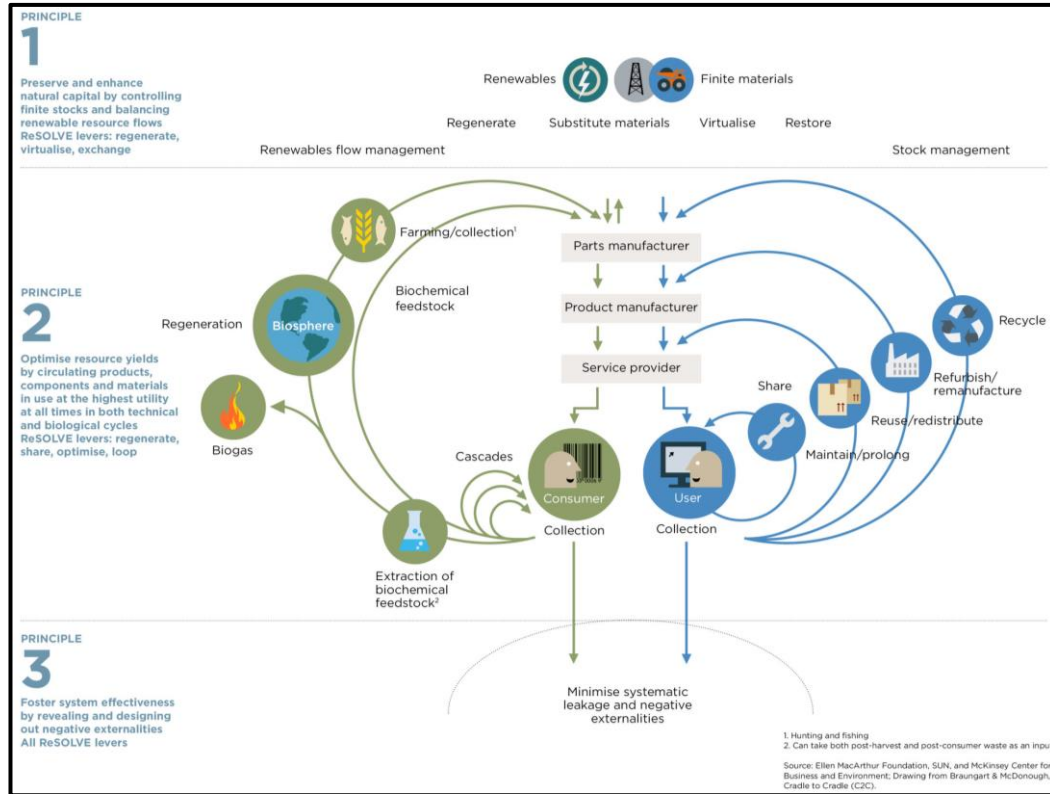 PRINCIPLE
1
Preserve and enhance
natural capital by controlling
finite stocks and balancing
renewable resource flows
ReSOLVE levers: regenerate,
virtualise, exchange
Renewables
Finite materials
Regenerate
Substitute materials
Virtualise
Restore
Renewables flow management
Stock management
PRINCIPLE
2
Optimise resource yields
by circulating products,
components and materials
in use at the highest utility
at all times in both technical
and biological cycles
ReSOLVE levers: regenerate,
share, optimise, loop
Farming/collection¹
Biochemical
feedstock
Regeneration
Biosphere
Biogas
Cascades
Extraction of
biochemical
feedstock²
Parts manufacturer
Product manufacturer
Service provider
Consumer
Collection
User
Collection
Share
Maintain/prolong
Reuse/redistribute
Refurbish/
remanufacture
Recycle
PRINCIPLE
3
Foster system effectiveness
by revealing and designing
out negative externalities
All ReSOLVE levers
Minimise systematic
leakage and negative
externalities
1. Hunting and fishing
2. Can take both post-harvest and post-consumer waste as an inpu
Source: Ellen MacArthur Foundation, SUN, and McKinsey Center for
Business and Environment; Drawing from Braungart & McDonough,
Cradle to Cradle (C2C).